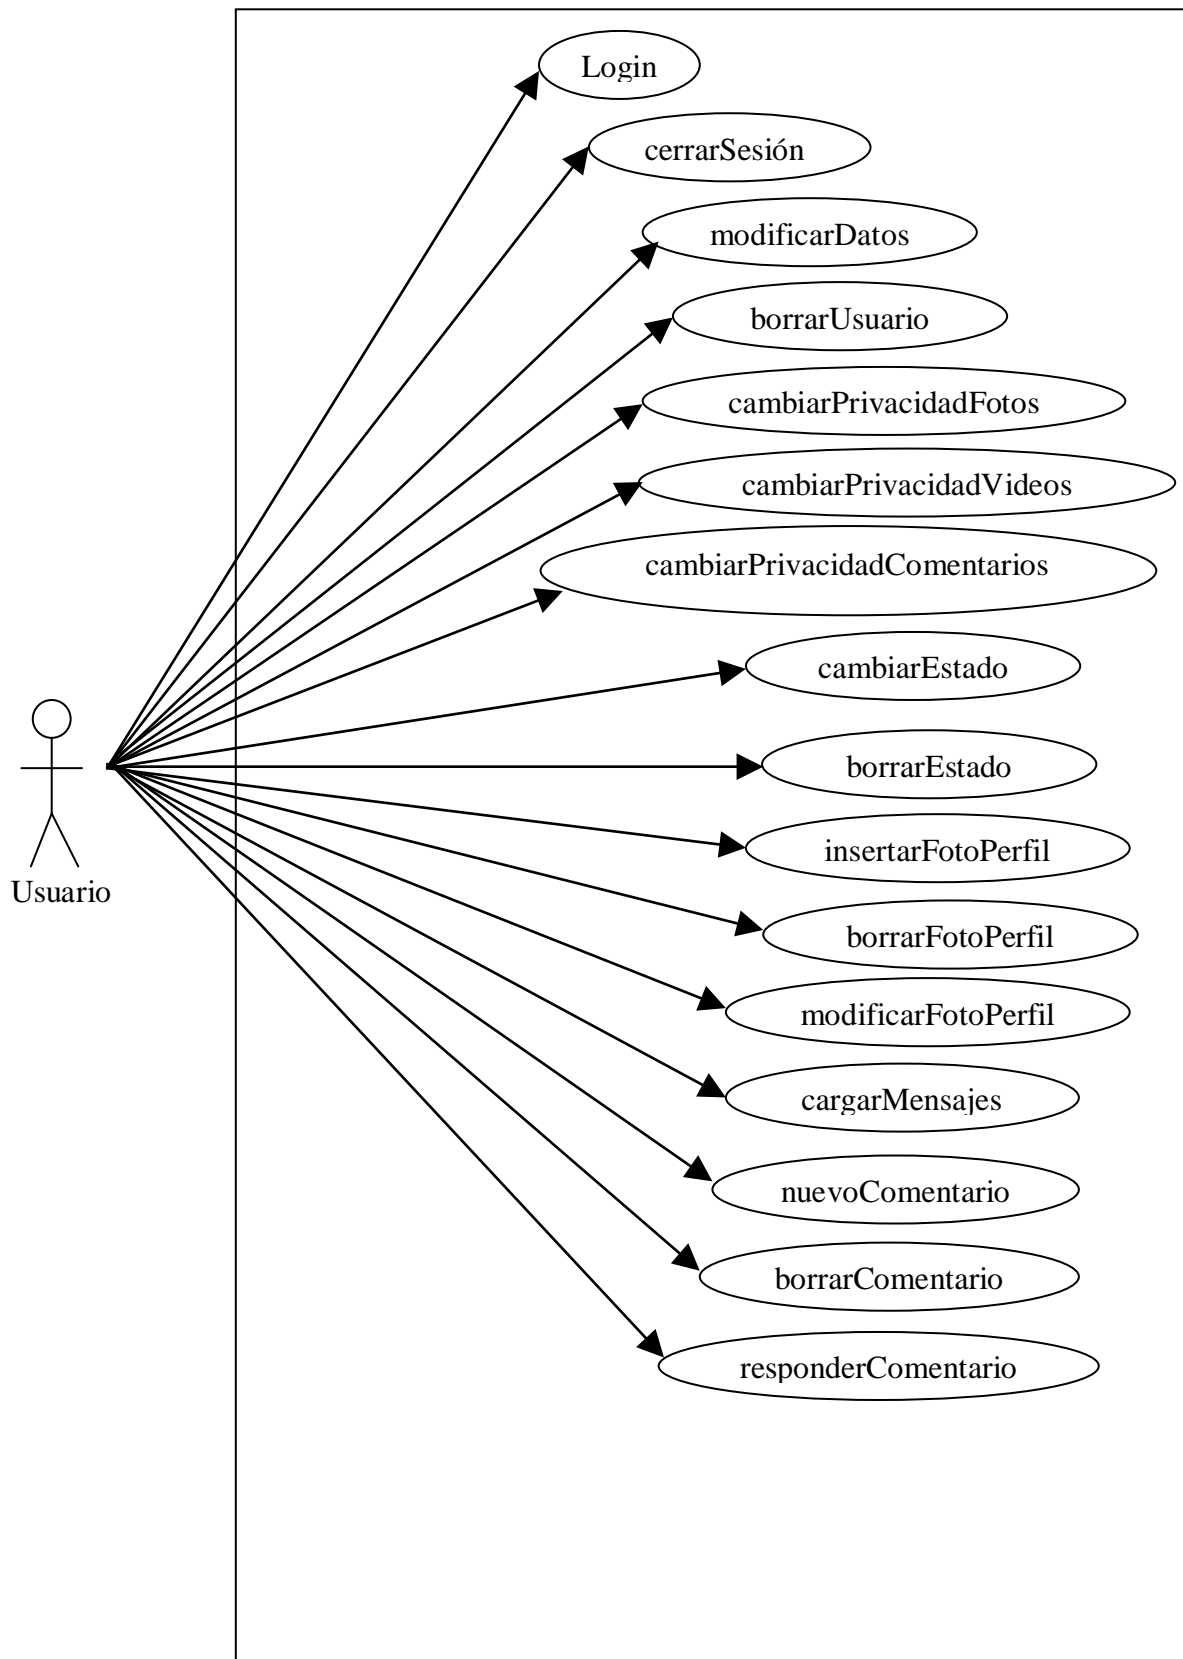 Login
cerrarSesión
modificarDatos
borrarUsuario
cambiarPrivacidadFotos
cambiarPrivacidadVideos
cambiarPrivacidadComentarios
cambiarEstado
borrarEstado
insertarFotoPerfil
Usuario
borrarFotoPerfil
modificarFotoPerfil
cargarMensajes
nuevoComentario
borrarComentario
responderComentario